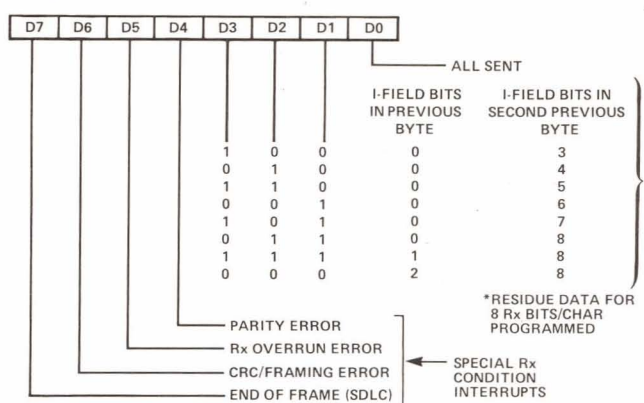 D7 D6 D5 D4 D3 D2 D1 D0
ALL SENT
I-FIELD BITS IN PREVIOUS BYTE
I-FIELD BITS IN SECOND PREVIOUS BYTE
1 0 0 0 3
0 1 0 0 4
1 1 0 0 5
0 0 1 0 6
1 0 1 0 7
0 1 1 0 8
1 1 1 1 8
0 0 0 2 8
*RESIDUE DATA FOR
8 Rx BITS/CHAR
PROGRAMMED
PARITY ERROR
Rx OVERRUN ERROR
CRC/FRAMING ERROR
END OF FRAME (SDLC)
SPECIAL Rx
CONDITION
INTERRUPTS